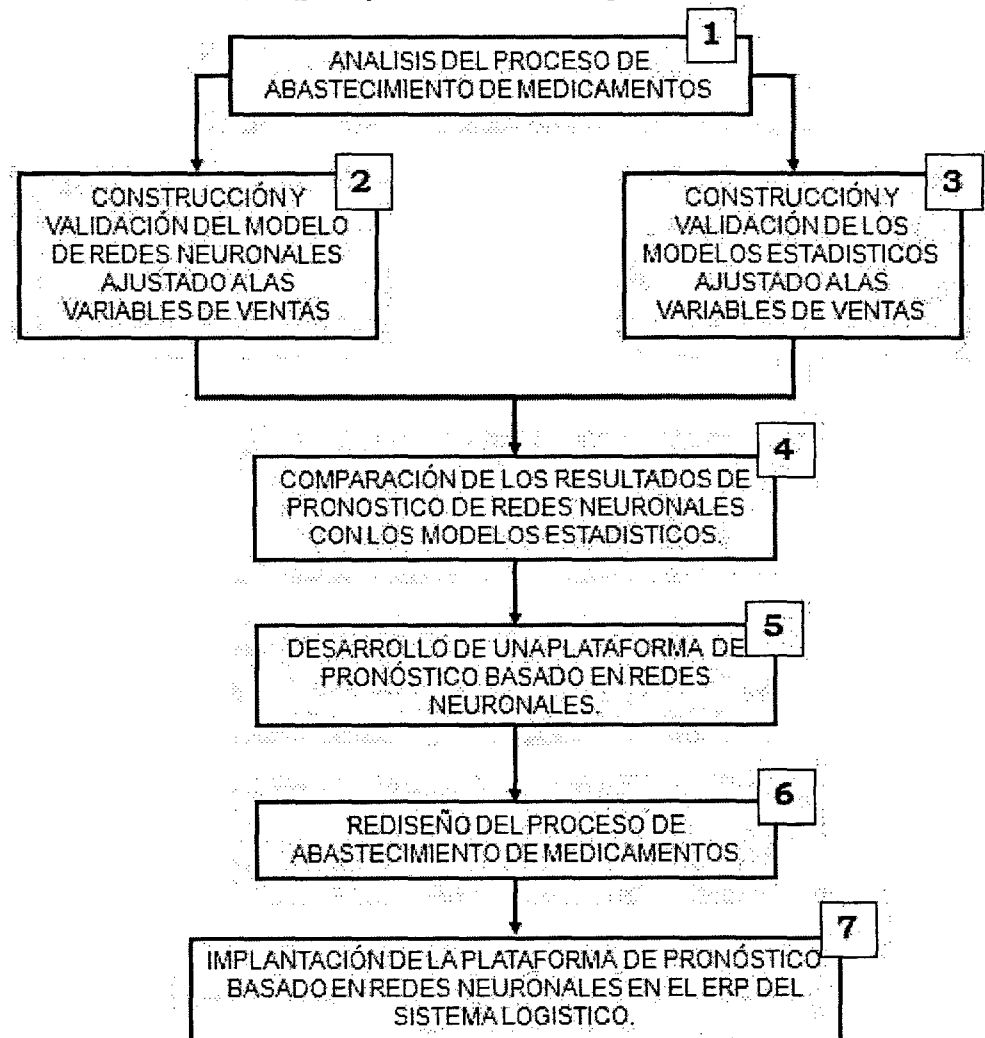 1
ANALISIS DEL PROCESO DE
ABASTECIMIENTO DE MEDICAMENTOS
2
CONSTRUCCIÓN Y
VALIDACIÓN DEL MODELO
DE REDES NEURONALES
AJUSTADO A LAS
VARIABLES DE VENTAS
3
CONSTRUCCIÓN Y
VALIDACIÓN DE LOS
MODELOS ESTADISTICOS
AJUSTADO A LAS
VARIABLES DE VENTAS
4
COMPARACIÓN DE LOS RESULTADOS DE
PRONOSTICO DE REDES NEURONALES
CON LOS MODELOS ESTADISTICOS.
5
DESARROLLO DE UNA PLATAFORMA DE
PRONÓSTICO BASADO EN REDES
NEURONALES.
6
REDISEÑO DEL PROCESO DE
ABASTECIMIENTO DE MEDICAMENTOS
7
IMPLANTACIÓN DE LA PLATAFORMA DE PRONÓSTICO
BASADO EN REDES NEURONALES EN EL ERP DEL
SISTEMA LOGISTICO.